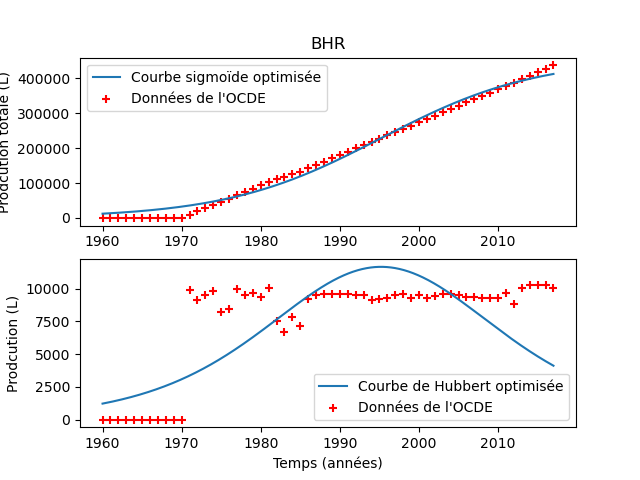 BHR
Prodcution totale (L)
400000
300000
200000
100000
0
Courbe sigmoïde optimisée
Données de l'OCDE
1960 1970 1980 1990 2000 2010
Prodcution (L)
10000
7500
5000
2500
0
Courbe de Hubbert optimisée
Données de l'OCDE
1960 1970 1980 1990 2000 2010
Temps (années)